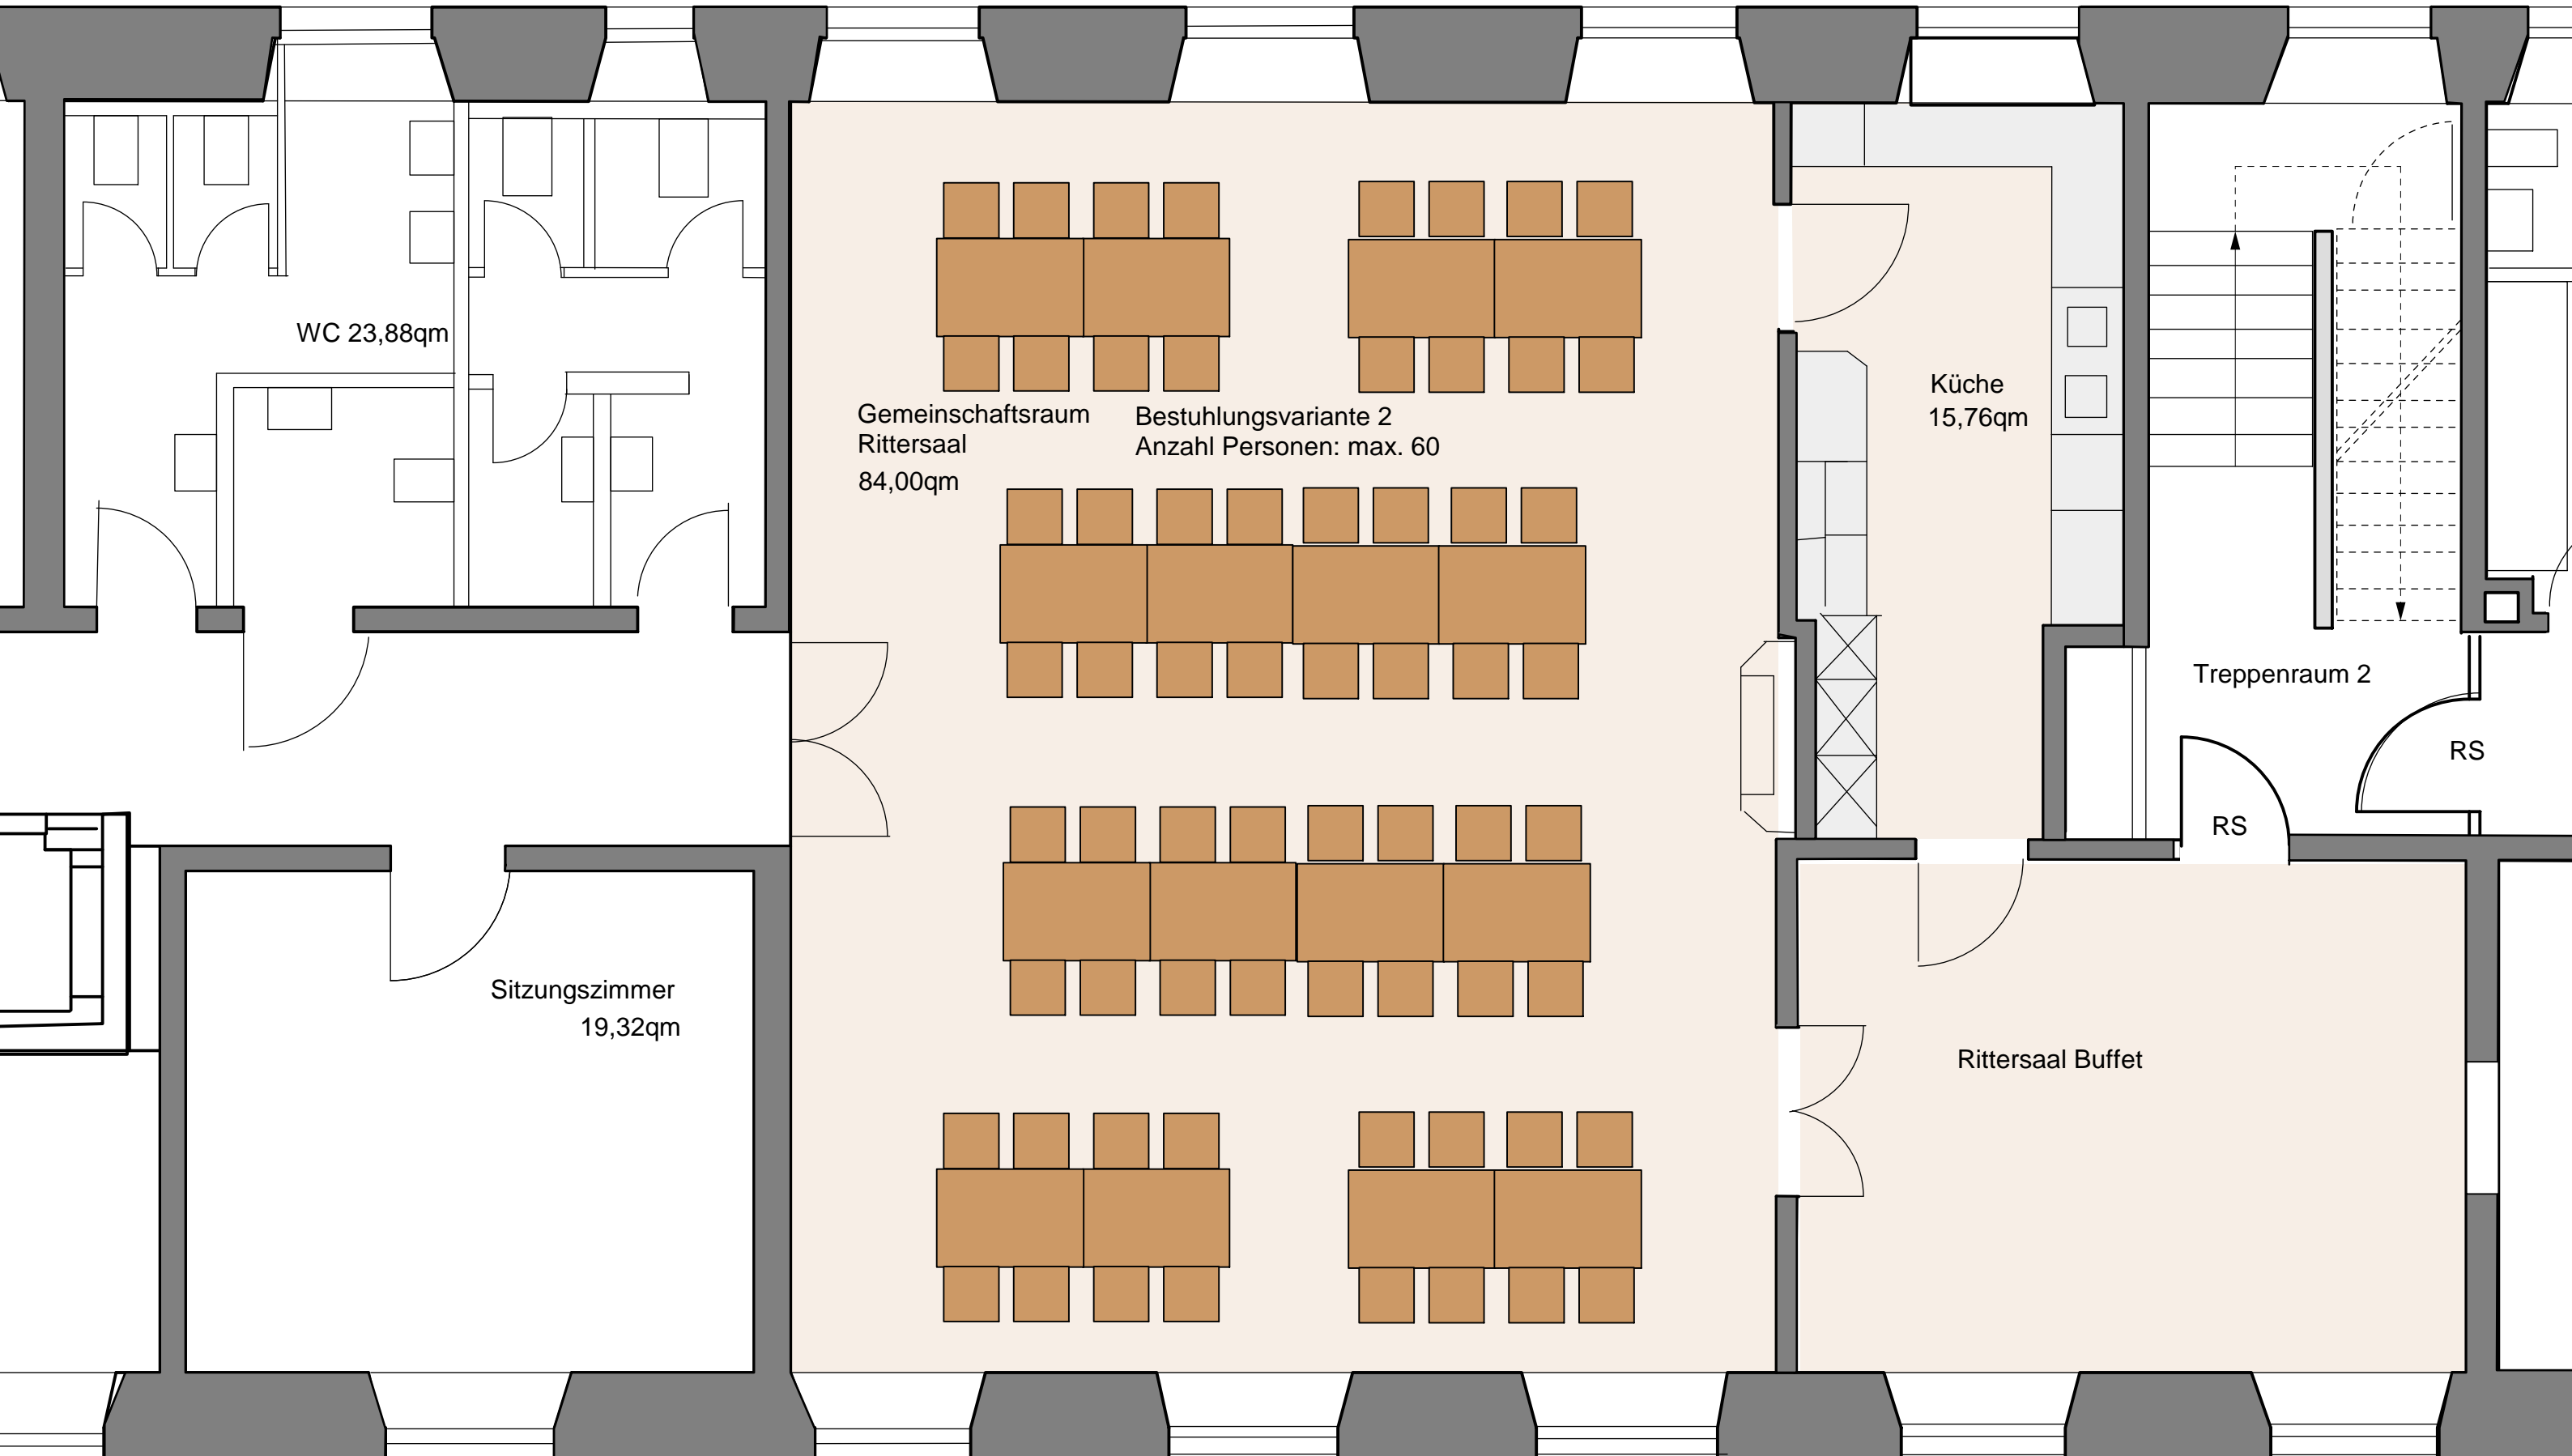 WC 23,88qm
Gemeinschaftsraum
Rittersaal
84,00qm
Bestuhlungsvariante 2
Anzahl Personen: max. 60
Küche
15,76qm
Treppenraum 2
RS
RS
Sitzungszimmer
19,32qm
Rittersaal Buffet